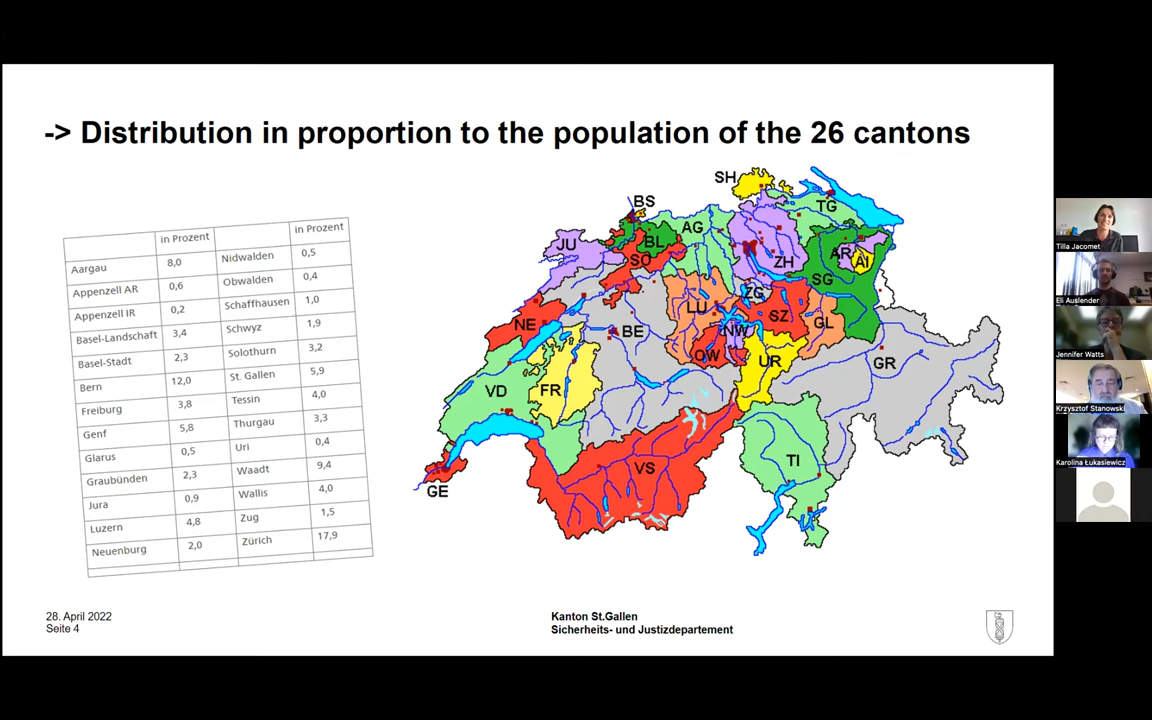 -> Distribution in proportion to the population of the 26 cantons
in Prozent in Prozent
Aargau 8,0 Nidwalden 0,5
Appenzell AR 0,6 Obwalden 0,4
Appenzell IR 0,2 Schaffhausen 1,0
Basel-Landschaft 3,4 Schwyz 1,9
Basel-Stadt 2,3 Solothurn 3,2
Bern 12,0 St. Gallen 5,9
Freiburg 3,8 Tessin 4,0
Genf 5,8 Thurgau 3,3
Glarus 0,5 Uri 0,4
Graubünden 2,3 Waadt 9,4
Jura 0,9 Wallis 4,0
Luzern 4,8 Zug 1,5
Neuenburg 2,0 Zürich 17,9
SH
BS
TG
AG
JU
BL
SO
ZH
AR
AI
SG
ZG
LU
SZ
NE
BE
NW
GL
OW
UR
GR
VD
FR
TI
VS
GE
28. April 2022
Seite 4
Kanton St.Gallen
Sicherheits- und Justizdepartement
Tilla Jacomet
Eli Auslender
Jennifer Watts
Krzysztof Stanowski
Karolina Łukasiewicz